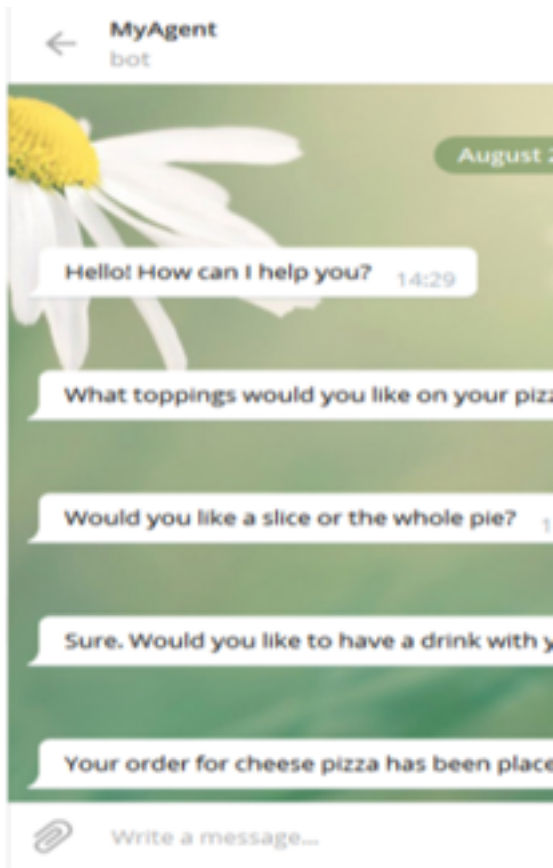 MyAgent
bot
August
Hello! How can I help you?
14:29
What toppings would you like on your
Would you like a slice or the whole pie?
Sure. Would you like to have a drink with
Your order for cheese pizza has been
Write a message...